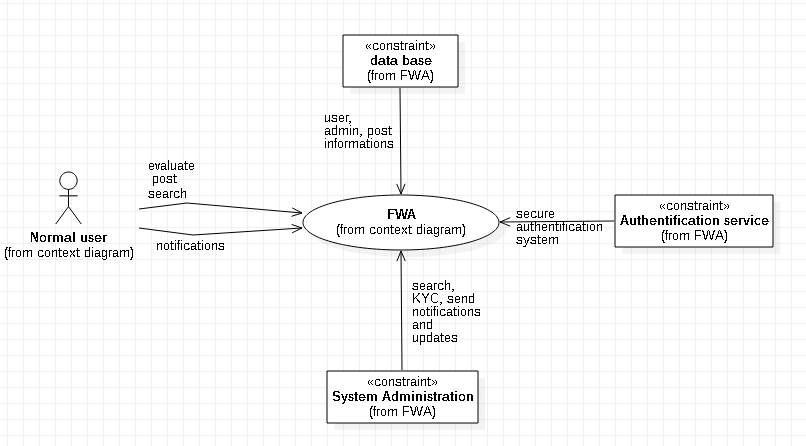 «constraint»
data base
(from FWA)
user,
admin, post
informations
evaluate
post
search
Normal user
(from context diagram)
notifications
FWA
(from context diagram)
secure
authentification
system
«constraint»
Authentification service
(from FWA)
search,
KYC, send
notifications
and
updates
«constraint»
System Administration
(from FWA)